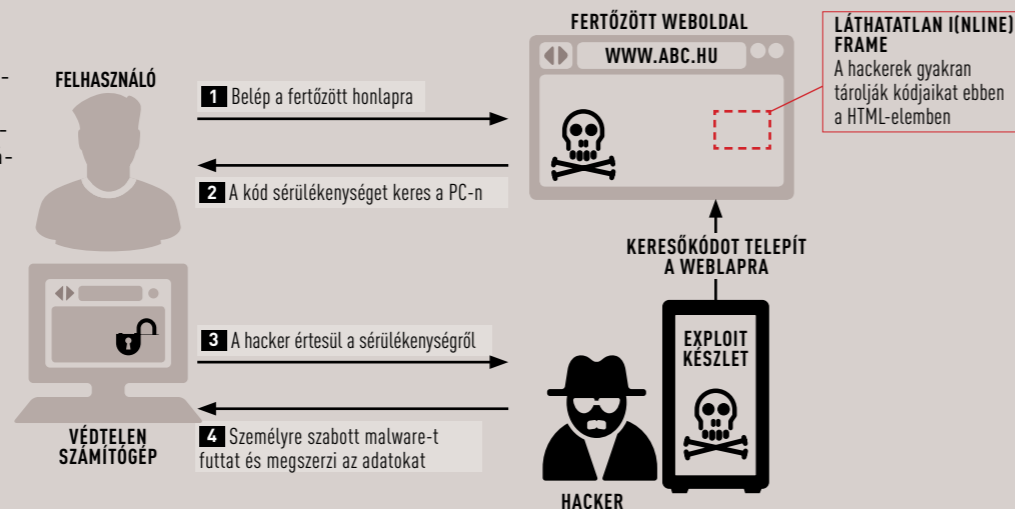 FERTŐZÖTT WEBOLDAL
WWW.ABC.HU
LÁTHATATLAN I(NLINE)
FRAME
A hackerek gyakran
tárolják kódjaikat ebben
a HTML-elemben
FELHASZNÁLÓ
1 Belép a fertőzött honlapra
2 A kód sérülékenységet keres a PC-n
KERESŐKÓDOT TELEPÍT
A WEBLAPRA
3 A hacker értesül a sérülékenységről
EXPLOIT
KÉSZLET
4 Személyre szabott malware-t
futtat és megszerzi az adatokat
VÉDTELEN
SZÁMÍTÓGÉP
HACKER